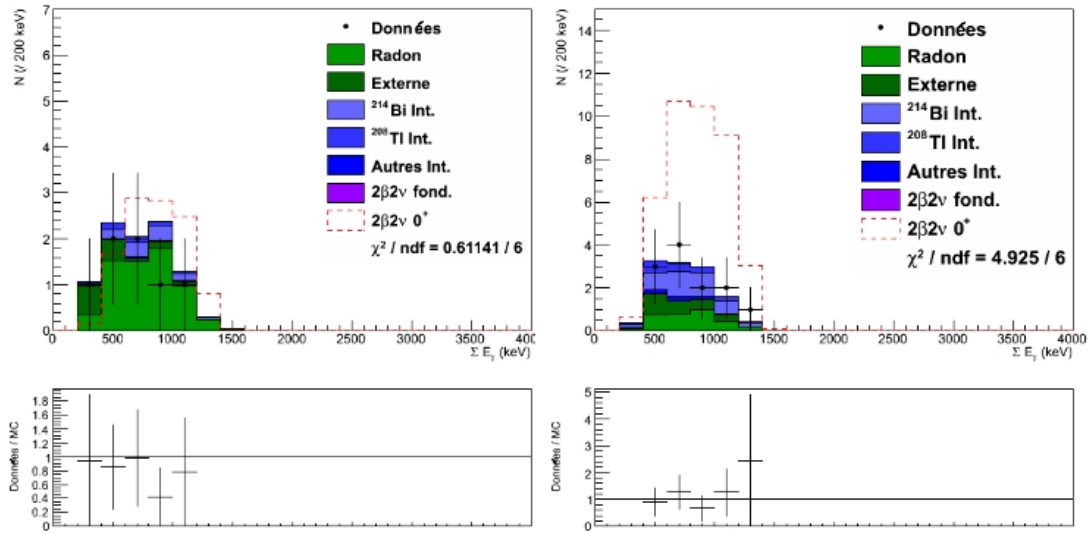 N (/ 200 keV)
7
6
5
4
3
2
1
0
Données
Radon
Externe
²¹⁴Bi Int.
²⁰⁸Tl Int.
Autres Int.
2β2ν fond.
2β2ν 0⁺
χ² / ndf = 0.61141 / 6
0 500 1000 1500 2000 2500 3000 3500 400
Σ Eᵧ (keV)
Données / MC
1.8
1.6
1.4
1.2
1
0.8
0.6
0.4
0.2
0
N (/ 200 keV)
14
12
10
8
6
4
2
0
Données
Radon
Externe
²¹⁴Bi Int.
²⁰⁸Tl Int.
Autres Int.
2β2ν fond.
2β2ν 0⁺
χ² / ndf = 4.925 / 6
0 500 1000 1500 2000 2500 3000 3500 4000
Σ Eᵧ (keV)
Données / MC
5
4
3
2
1
0